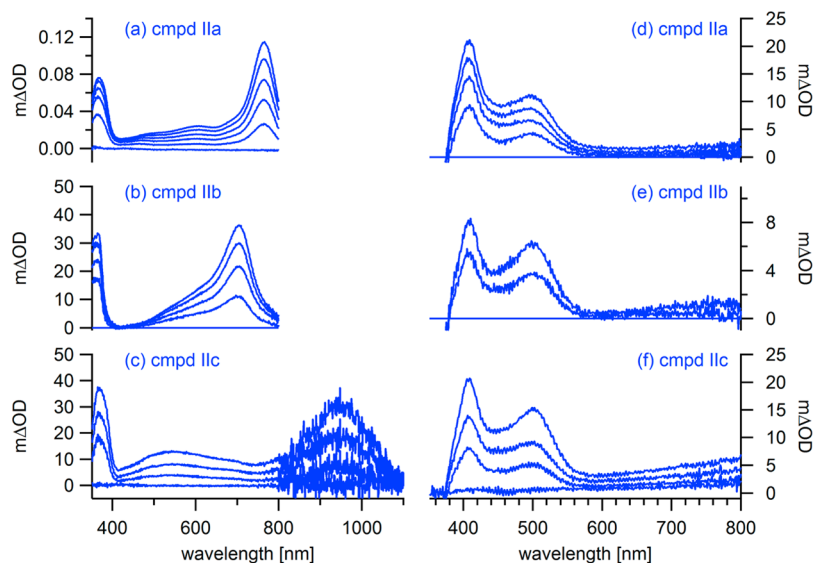 (a) cmpd IIa
0.12
0.08
0.04
0.00
mΔOD
(d) cmpd IIa
25
20
15
10
5
0
mΔOD
(b) cmpd IIb
50
40
30
20
10
0
mΔOD
(e) cmpd IIb
8
4
0
mΔOD
(c) cmpd IIc
50
40
30
20
10
0
mΔOD
400 600 800 1000
wavelength [nm]
(f) cmpd IIc
25
20
15
10
5
0
mΔOD
400 500 600 700 800
wavelength [nm]